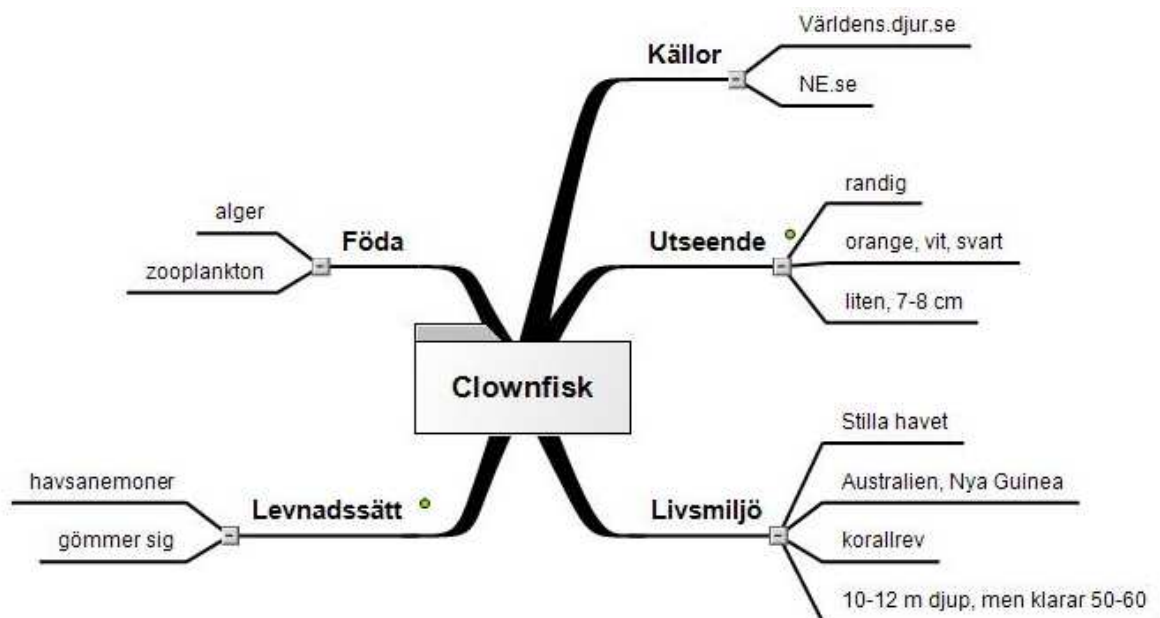 Clownfisk
Källor
Världens.djur.se
NE.se
Utseende
randig
orange, vit, svart
liten, 7-8 cm
Livsmiljö
Stilla havet
Australien, Nya Guinea
korallrev
10-12 m djup, men klarar 50-60
Levnadssätt
havsanemoner
gömmer sig
Föda
alger
zooplankton